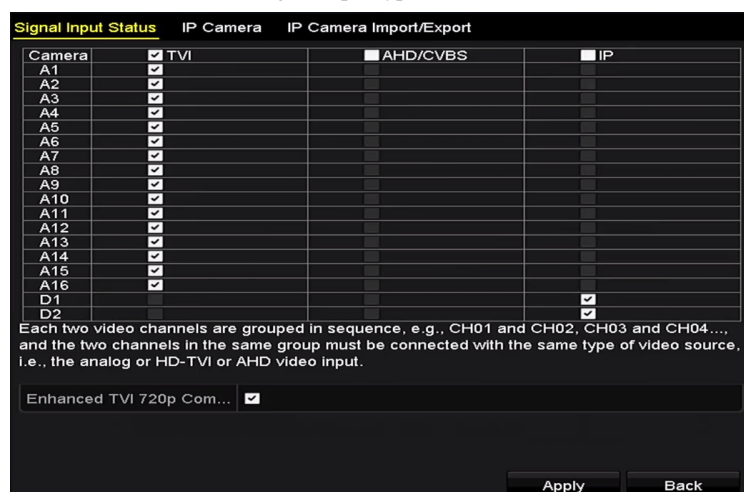 Signal Input Status IP Camera IP Camera Import/Export
Camera TVI AHD/CVBS IP
A1
A2
A3
A4
A5
A6
A7
A8
A9
A10
A11
A12
A13
A14
A15
A16
D1
D2
Each two video channels are grouped in sequence, e.g., CH01 and CH02, CH03 and CH04...,
and the two channels in the same group must be connected with the same type of video source,
i.e., the analog or HD-TVI or AHD video input.
Enhanced TVI 720p Com...
Apply Back